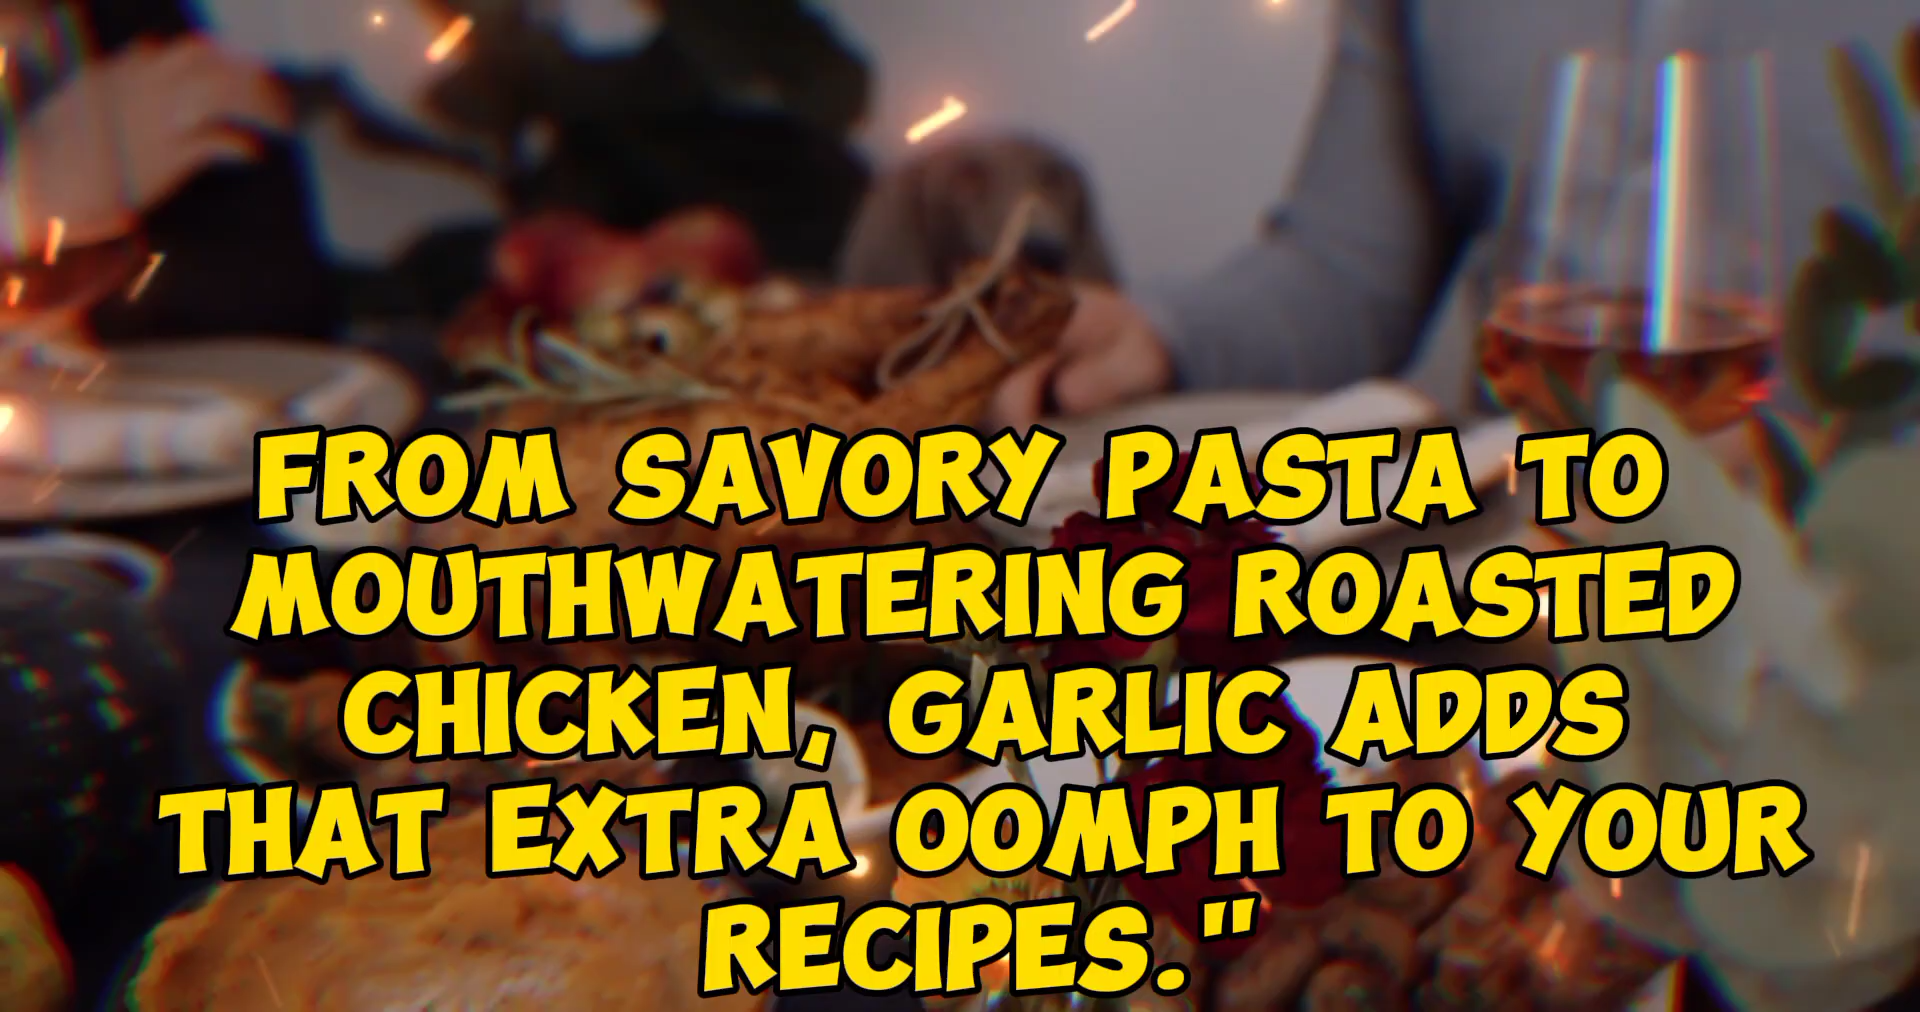 FROM SAVORY PASTA TO
MOUTHWATERING ROASTED
CHICKEN, GARLIC ADDS
THAT EXTRA OOMPH TO YOUR
RECIPES."